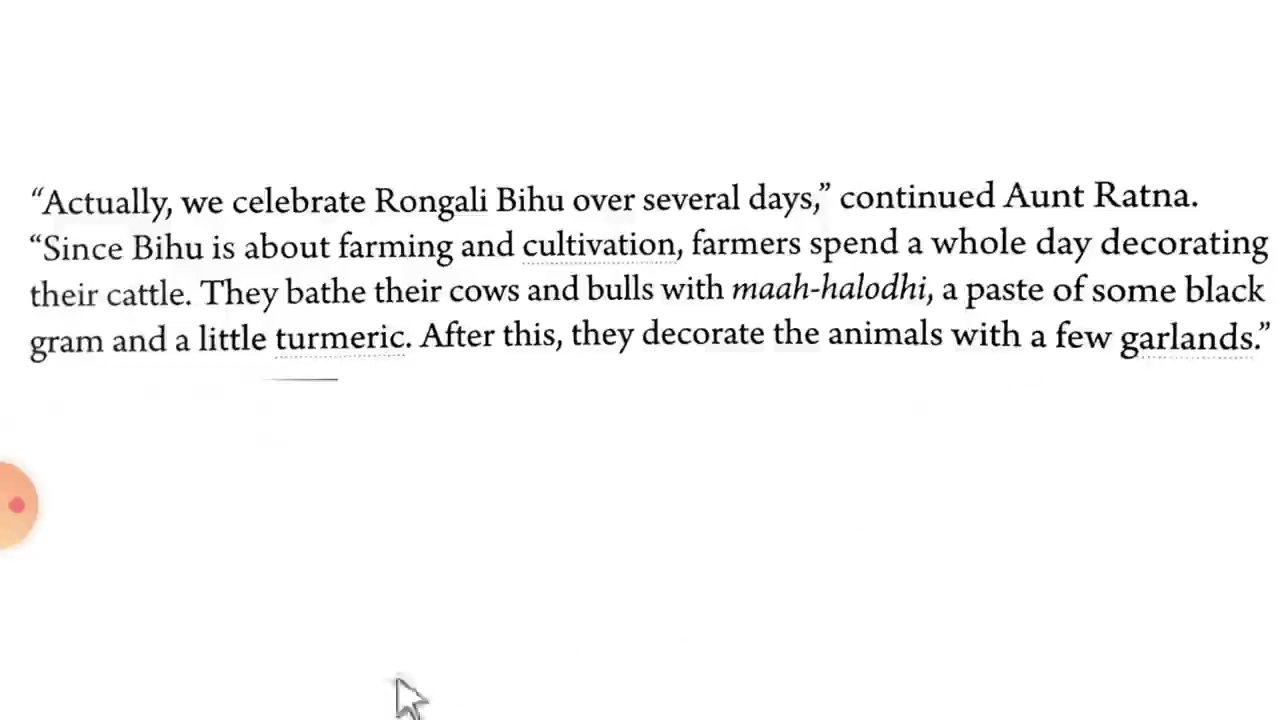 “Actually, we celebrate Rongali Bihu over several days,” continued Aunt Ratna.
“Since Bihu is about farming and cultivation, farmers spend a whole day decorating
their cattle. They bathe their cows and bulls with maah-halodhi, a paste of some black
gram and a little turmeric. After this, they decorate the animals with a few garlands.”